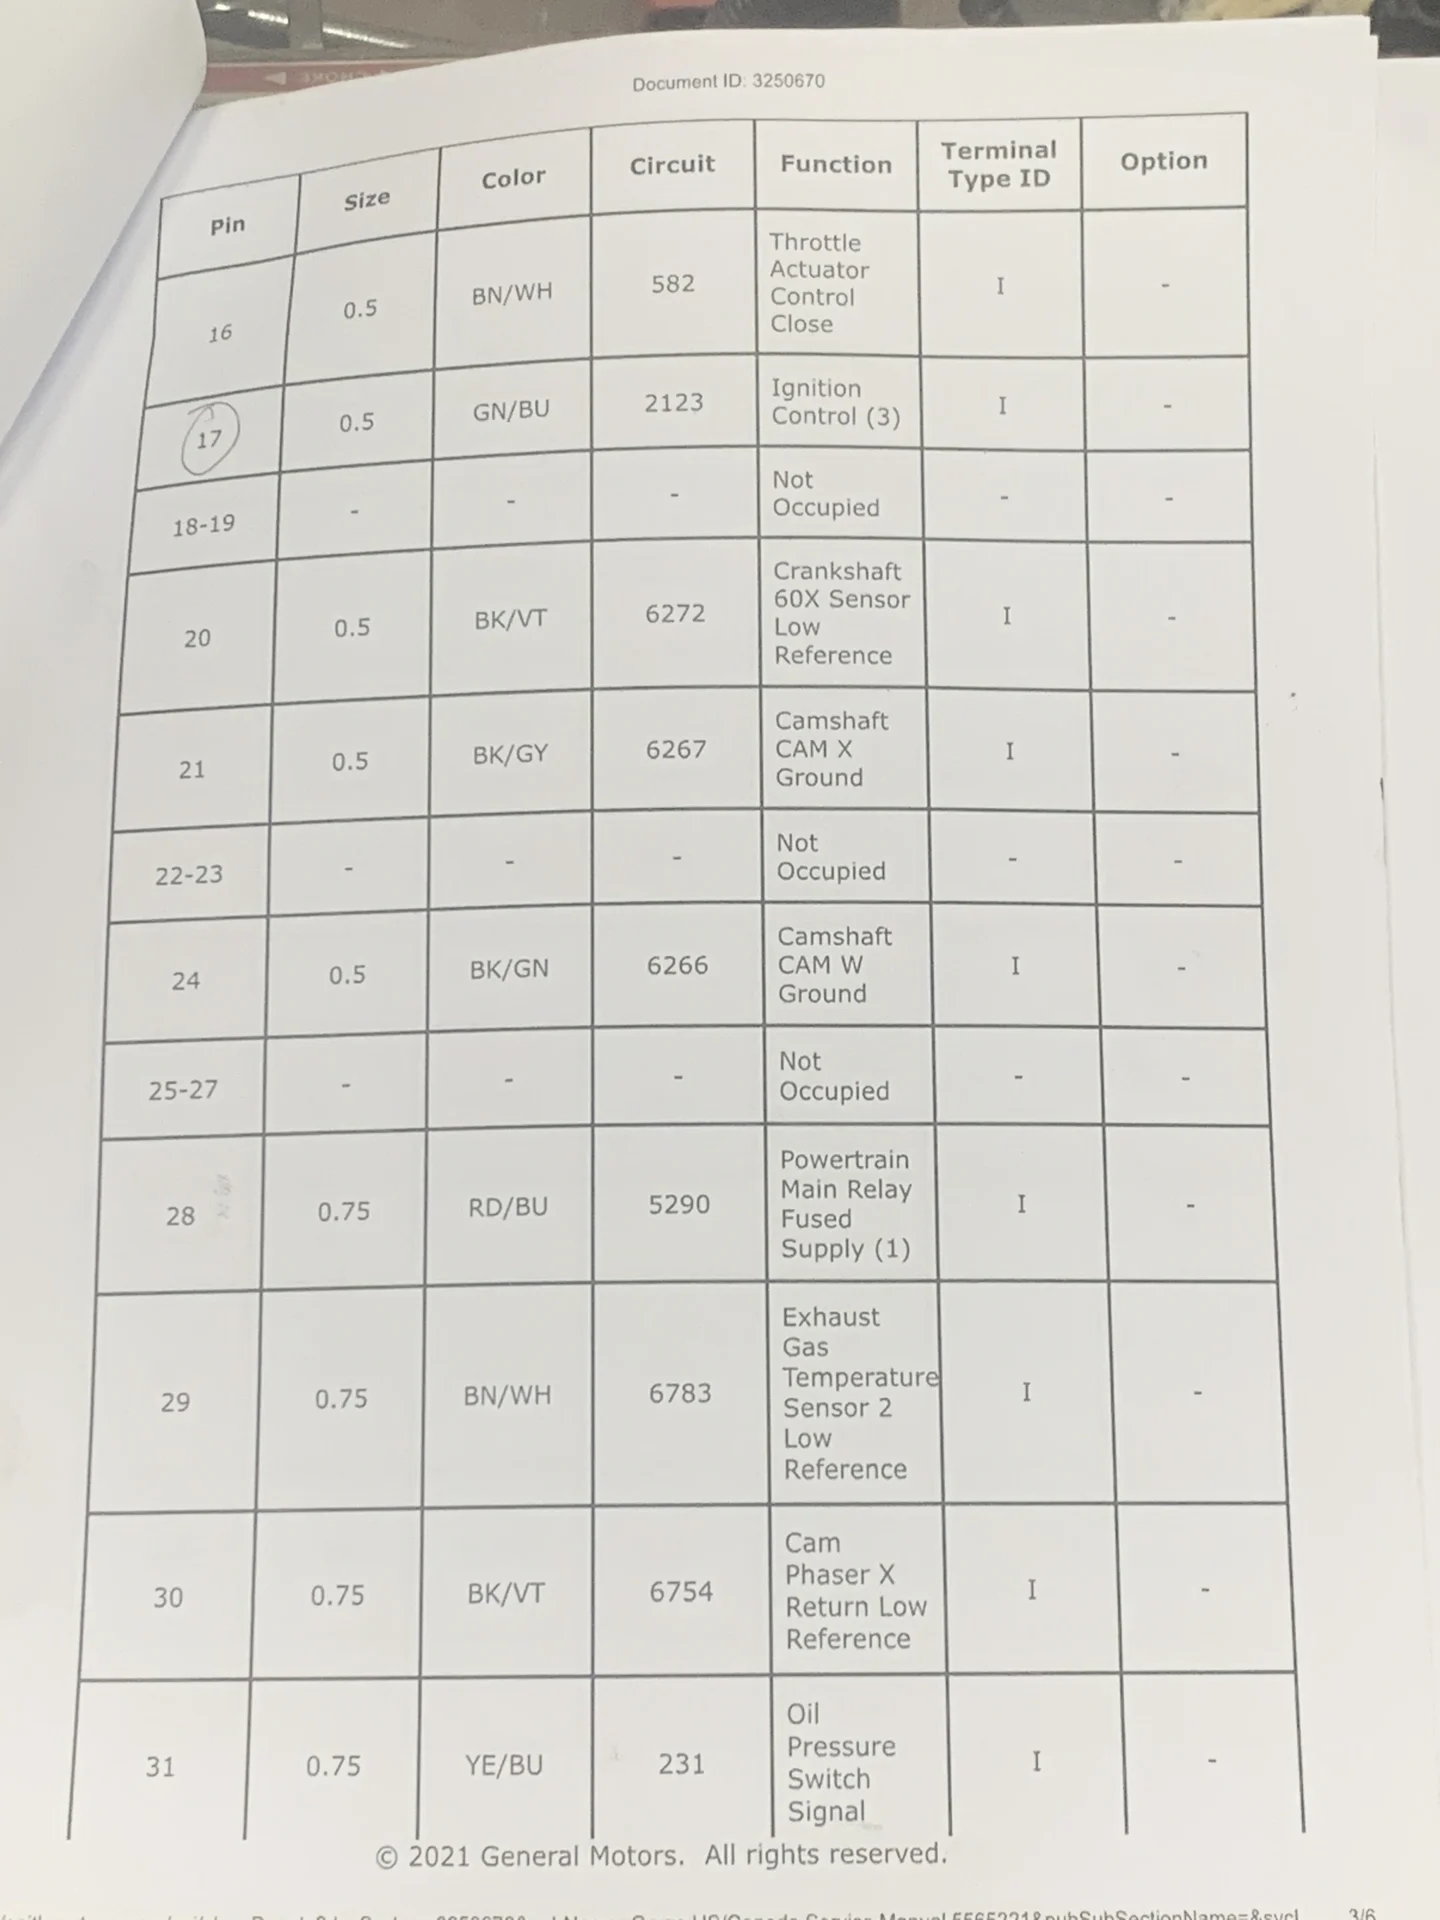 Document ID: 3250670
Pin Size Color Circuit Function Terminal Type ID Option
16 0.5 BN/WH 582 Throttle Actuator Control Close I -
17 0.5 GN/BU 2123 Ignition Control (3) I -
18-19 - - - Not Occupied - -
20 0.5 BK/VT 6272 Crankshaft 60X Sensor Low Reference I -
21 0.5 BK/GY 6267 Camshaft CAM X Ground I -
22-23 - - - Not Occupied - -
24 0.5 BK/GN 6266 Camshaft CAM W Ground I -
25-27 - - - Not Occupied - -
28 0.75 RD/BU 5290 Powertrain Main Relay Fused Supply (1) I -
29 0.75 BN/WH 6783 Exhaust Gas Temperature Sensor 2 Low Reference I -
30 0.75 BK/VT 6754 Cam Phaser X Return Low Reference I -
31 0.75 YE/BU 231 Oil Pressure Switch Signal I -
© 2021 General Motors. All rights reserved.
3/6